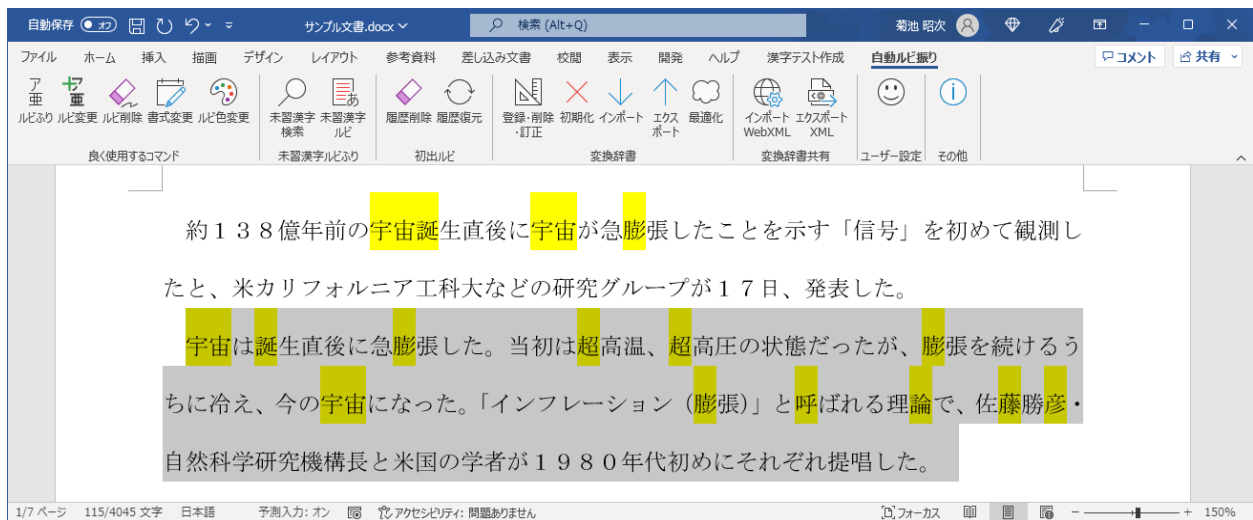 自動保存 オフ サンプル文書.docx 検索 (Alt+Q) 菊池 昭次
ファイル ホーム 挿入 描画 デザイン レイアウト 参考資料 差し込み文書 校閲 表示 開発 ヘルプ 漢字テスト作成 自動ルビ振り コメント 共有
ア亜 ア亜 あ
ルビふり ルビ変更 ルビ削除 書式変更 ルビ色変更 未習漢字検索 未習漢字ルビ 履歴削除 履歴復元 登録・削除・訂正 初期化 インポート エクスポート 最適化 インポートWebXML エクスポートXML
良く使用するコマンド 未習漢字ルビふり 初出ルビ 変換辞書 変換辞書共有 ユーザー設定 その他
約１３８億年前の宇宙誕生直後に宇宙が急膨張したことを示す「信号」を初めて観測し
たと、米カリフォルニア工科大などの研究グループが１７日、発表した。
宇宙は誕生直後に急膨張した。当初は超高温、超高圧の状態だったが、膨張を続けるう
ちに冷え、今の宇宙になった。「インフレーション（膨張）」と呼ばれる理論で、佐藤勝彦・
自然科学研究機構長と米国の学者が１９８０年代初めにそれぞれ提唱した。
1/7 ページ 115/4045 文字 日本語 予測入力: オン アクセシビリティ: 問題ありません フォーカス 150%